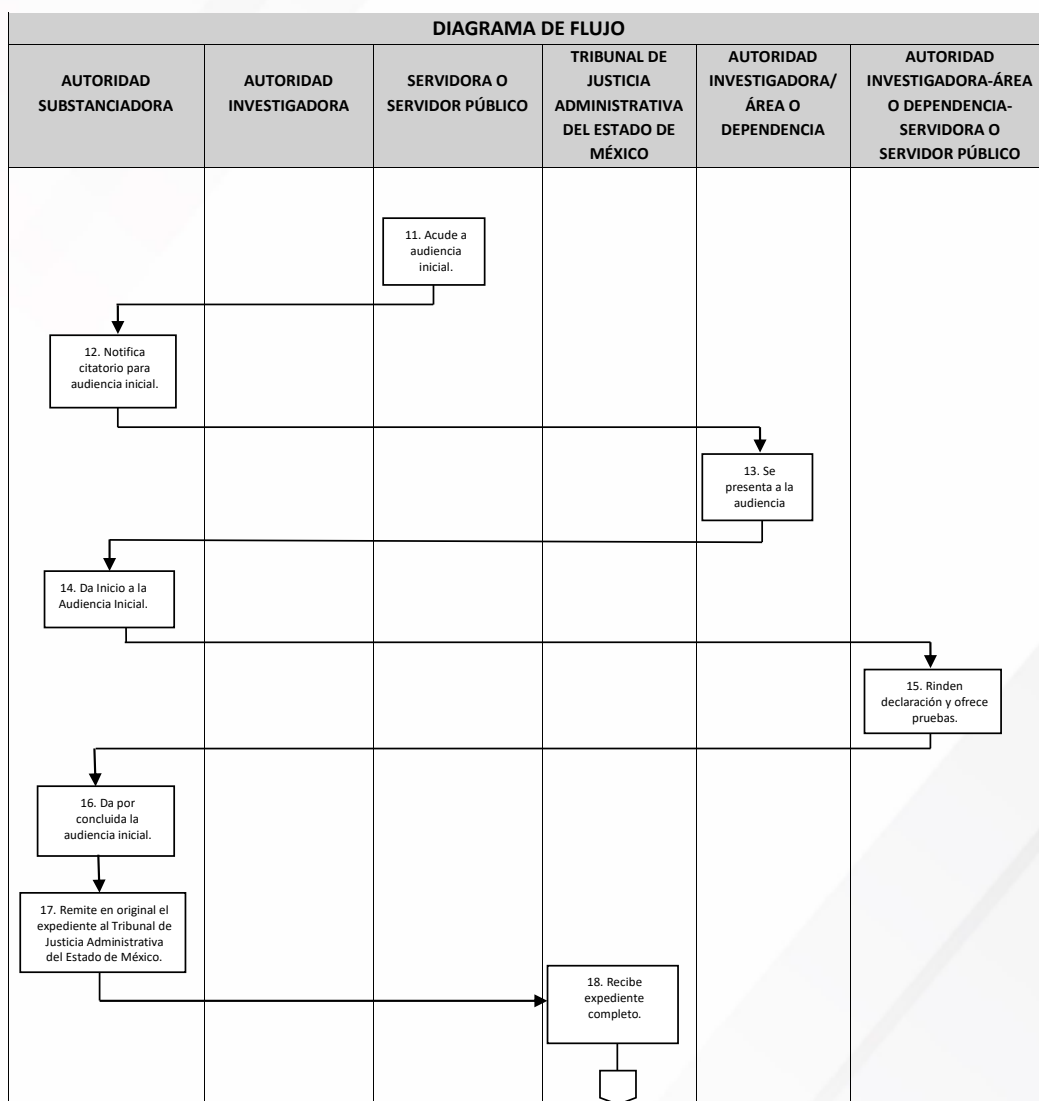 DIAGRAMA DE FLUJO
AUTORIDAD
SUBSTANCIADORA
AUTORIDAD
INVESTIGADORA
SERVIDORA O
SERVIDOR PÚBLICO
TRIBUNAL DE
JUSTICIA
ADMINISTRATIVA
DEL ESTADO DE
MÉXICO
AUTORIDAD
INVESTIGADORA/
ÁREA O
DEPENDENCIA
AUTORIDAD
INVESTIGADORA-ÁREA
O DEPENDENCIA-
SERVIDORA O
SERVIDOR PÚBLICO
11. Acude a
audiencia
inicial.
12. Notifica
citatorio para
audiencia inicial.
13. Se
presenta a la
audiencia
14. Da Inicio a la
Audiencia Inicial.
15. Rinden
declaración y ofrece
pruebas.
16. Da por
concluida la
audiencia inicial.
17. Remite en original el
expediente al Tribunal de
Justicia Administrativa
del Estado de México.
18. Recibe
expediente
completo.